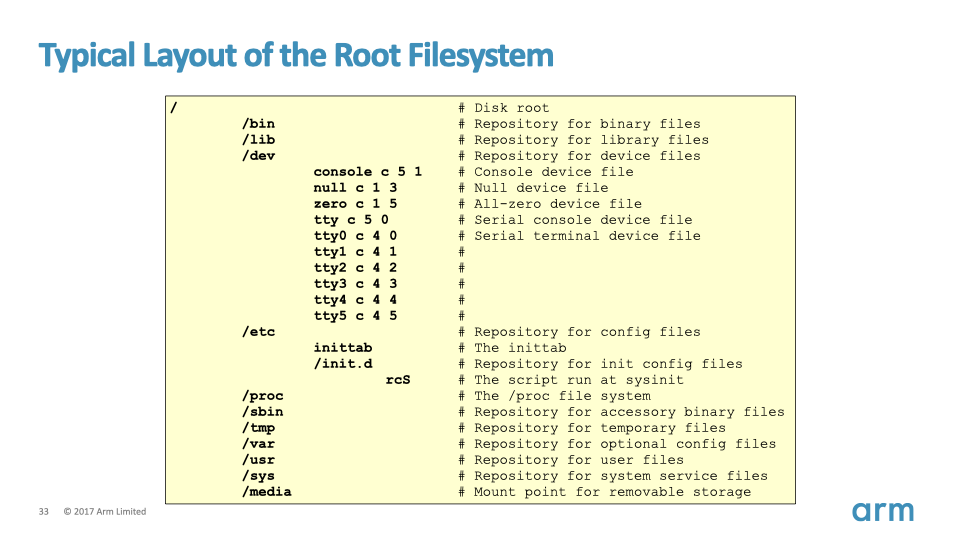 Typical Layout of the Root Filesystem
/ # Disk root
/bin # Repository for binary files
/lib # Repository for library files
/dev # Repository for device files
console c 5 1 # Console device file
null c 1 3 # Null device file
zero c 1 5 # All-zero device file
tty c 5 0 # Serial console device file
tty0 c 4 0 # Serial terminal device file
tty1 c 4 1 #
tty2 c 4 2 #
tty3 c 4 3 #
tty4 c 4 4 #
tty5 c 4 5 #
/etc # Repository for config files
inittab # The inittab
/init.d # Repository for init config files
rcS # The script run at sysinit
/proc # The /proc file system
/sbin # Repository for accessory binary files
/tmp # Repository for temporary files
/var # Repository for optional config files
/usr # Repository for user files
/sys # Repository for system service files
/media # Mount point for removable storage
33 © 2017 Arm Limited
arm